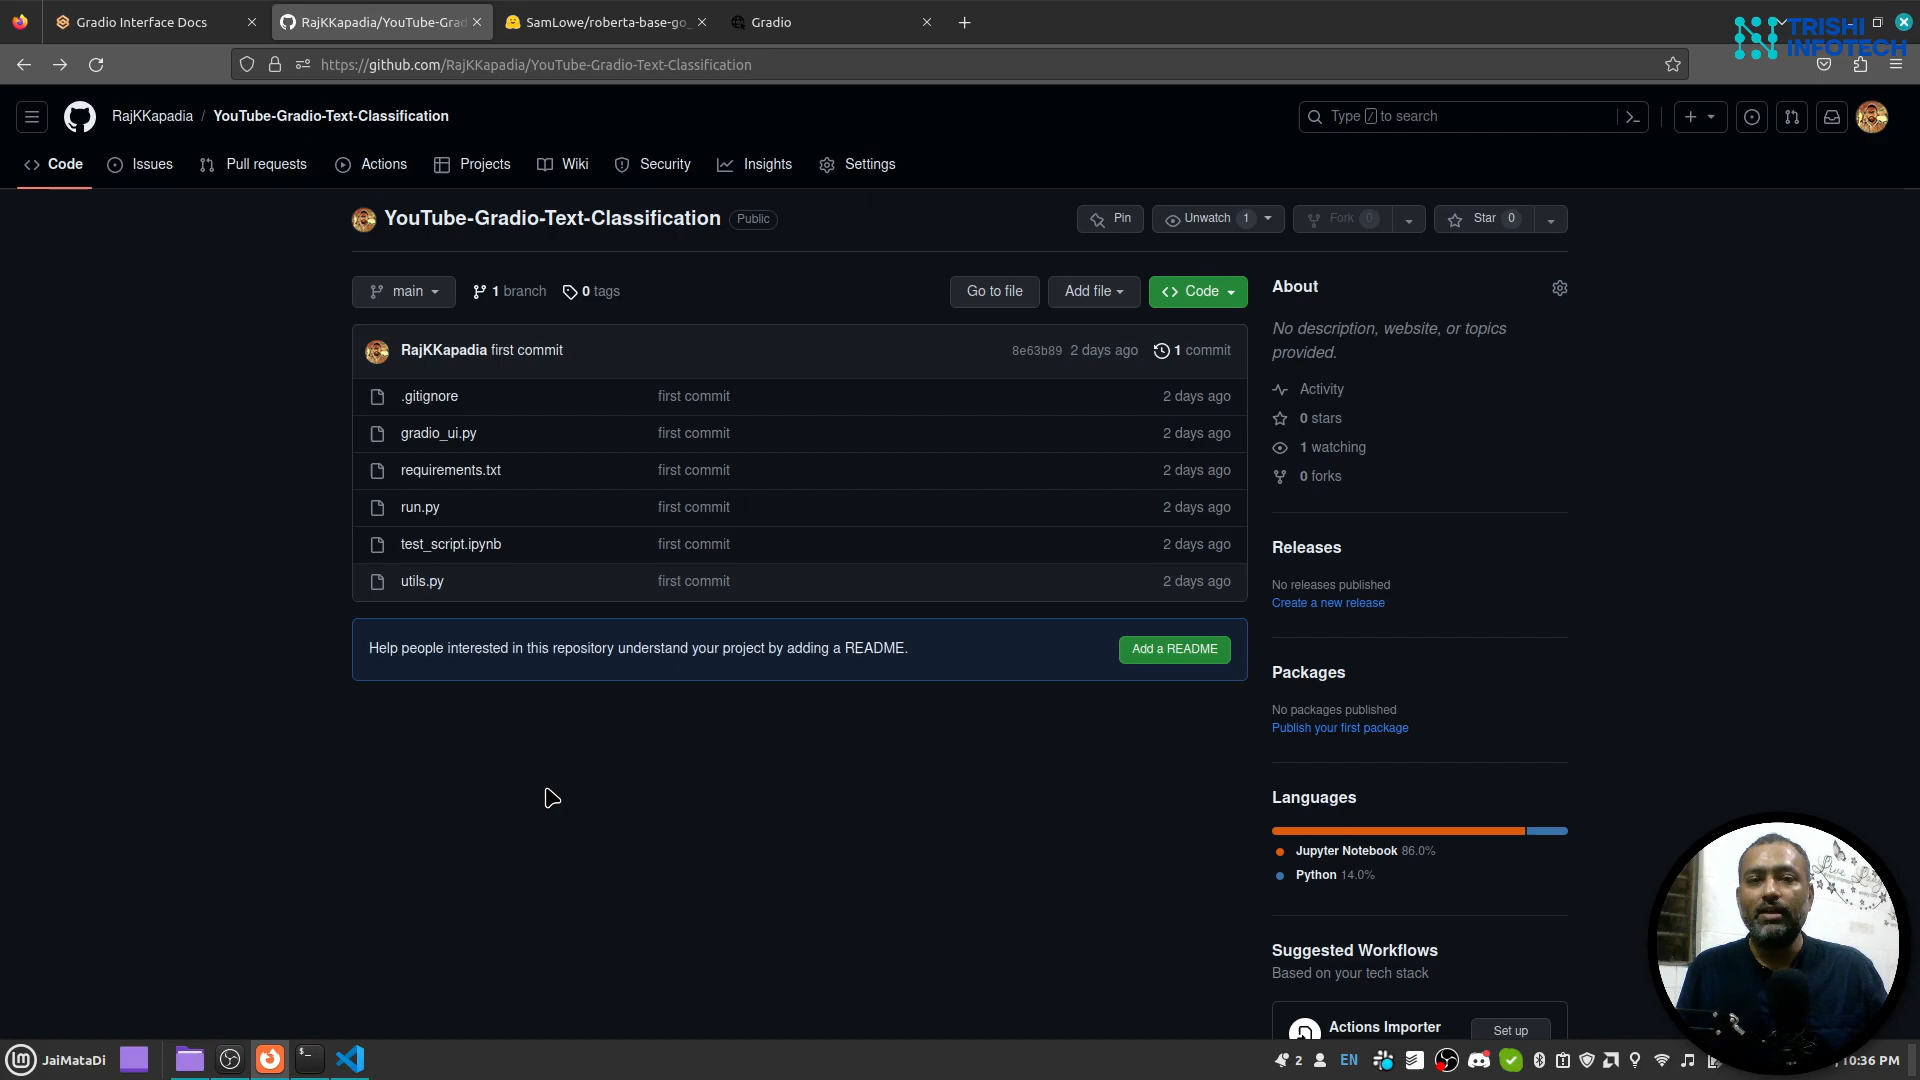 Gradio Interface Docs
RajKKapadia/YouTube-Grad
SamLowe/roberta-base-go_
Gradio
TRISHI
INFOTECH
https://github.com/RajKKapadia/YouTube-Gradio-Text-Classification
RajKKapadia / YouTube-Gradio-Text-Classification
Type / to search
Code
Issues
Pull requests
Actions
Projects
Wiki
Security
Insights
Settings
YouTube-Gradio-Text-Classification
Public
Pin
Unwatch 1
Fork 0
Star 0
main
1 branch
0 tags
Go to file
Add file
Code
RajKKapadia first commit
8e63b89 2 days ago
1 commit
.gitignore first commit 2 days ago
gradio_ui.py first commit 2 days ago
requirements.txt first commit 2 days ago
run.py first commit 2 days ago
test_script.ipynb first commit 2 days ago
utils.py first commit 2 days ago
Help people interested in this repository understand your project by adding a README.
Add a README
About
No description, website, or topics
provided.
Activity
0 stars
1 watching
0 forks
Releases
No releases published
Create a new release
Packages
No packages published
Publish your first package
Languages
Jupyter Notebook 86.0%
Python 14.0%
Suggested Workflows
Based on your tech stack
Actions Importer
Set up
JaiMataDi
2
EN
10:36 PM